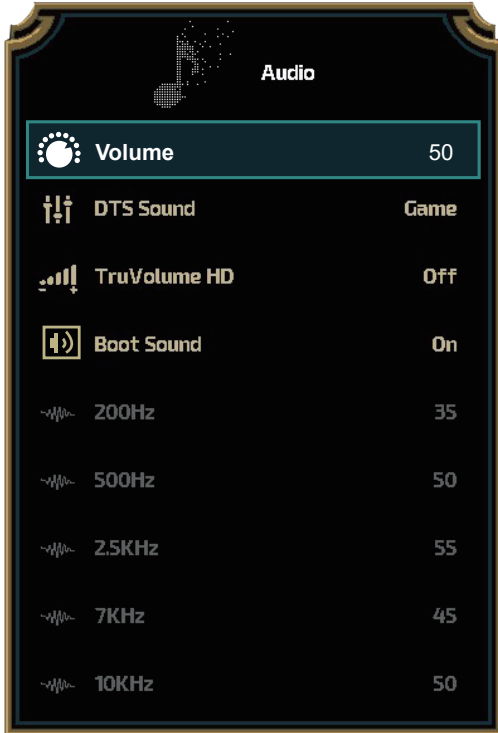 Audio
Volume 50
DTS Sound Game
TruVolume HD Off
Boot Sound On
200Hz 35
500Hz 50
2.5KHz 55
7KHz 45
10KHz 50